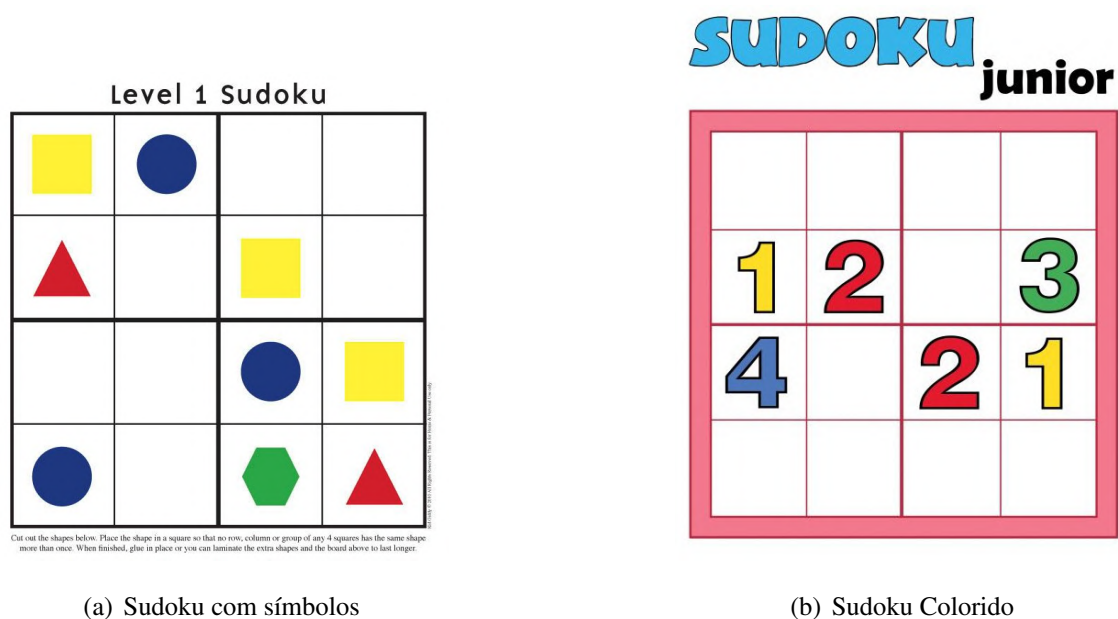 Level 1 Sudoku
Cut out the shapes below. Place the shape in a square so that no row, column or group of any 4 squares has the same shape
more than once. When finished, glue in place or you can laminate the extra shapes and the board above to last longer.
(a) Sudoku com símbolos
SUDOKU
junior
1 2 3
4 2 1
(b) Sudoku Colorido